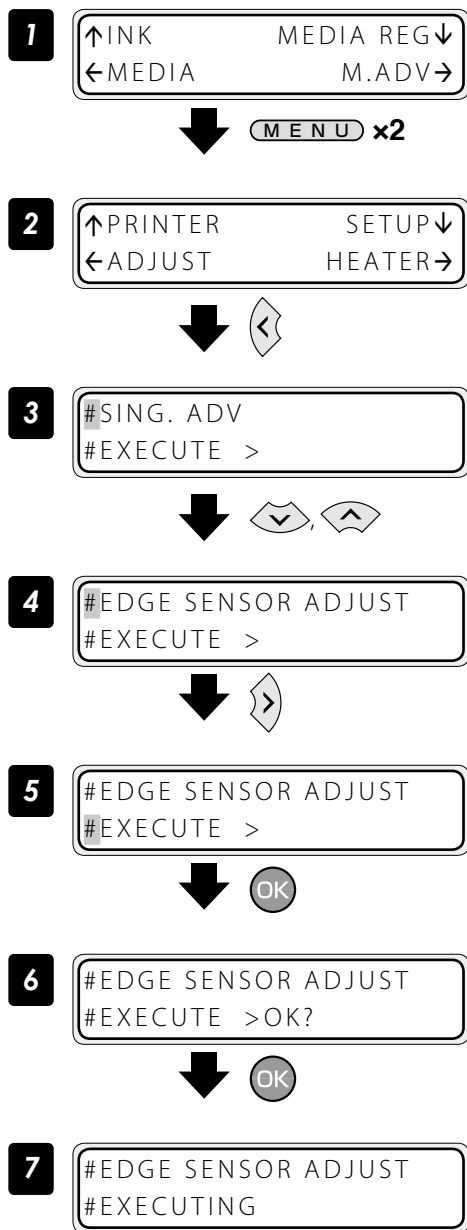 1
↑INK MEDIA REG↓
←MEDIA M.ADV→
MENU ×2
2
↑PRINTER SETUP↓
←ADJUST HEATER→
3
#SING. ADV
#EXECUTE >
,
4
#EDGE SENSOR ADJUST
#EXECUTE >
5
#EDGE SENSOR ADJUST
#EXECUTE >
OK
6
#EDGE SENSOR ADJUST
#EXECUTE >OK?
OK
7
#EDGE SENSOR ADJUST
#EXECUTING